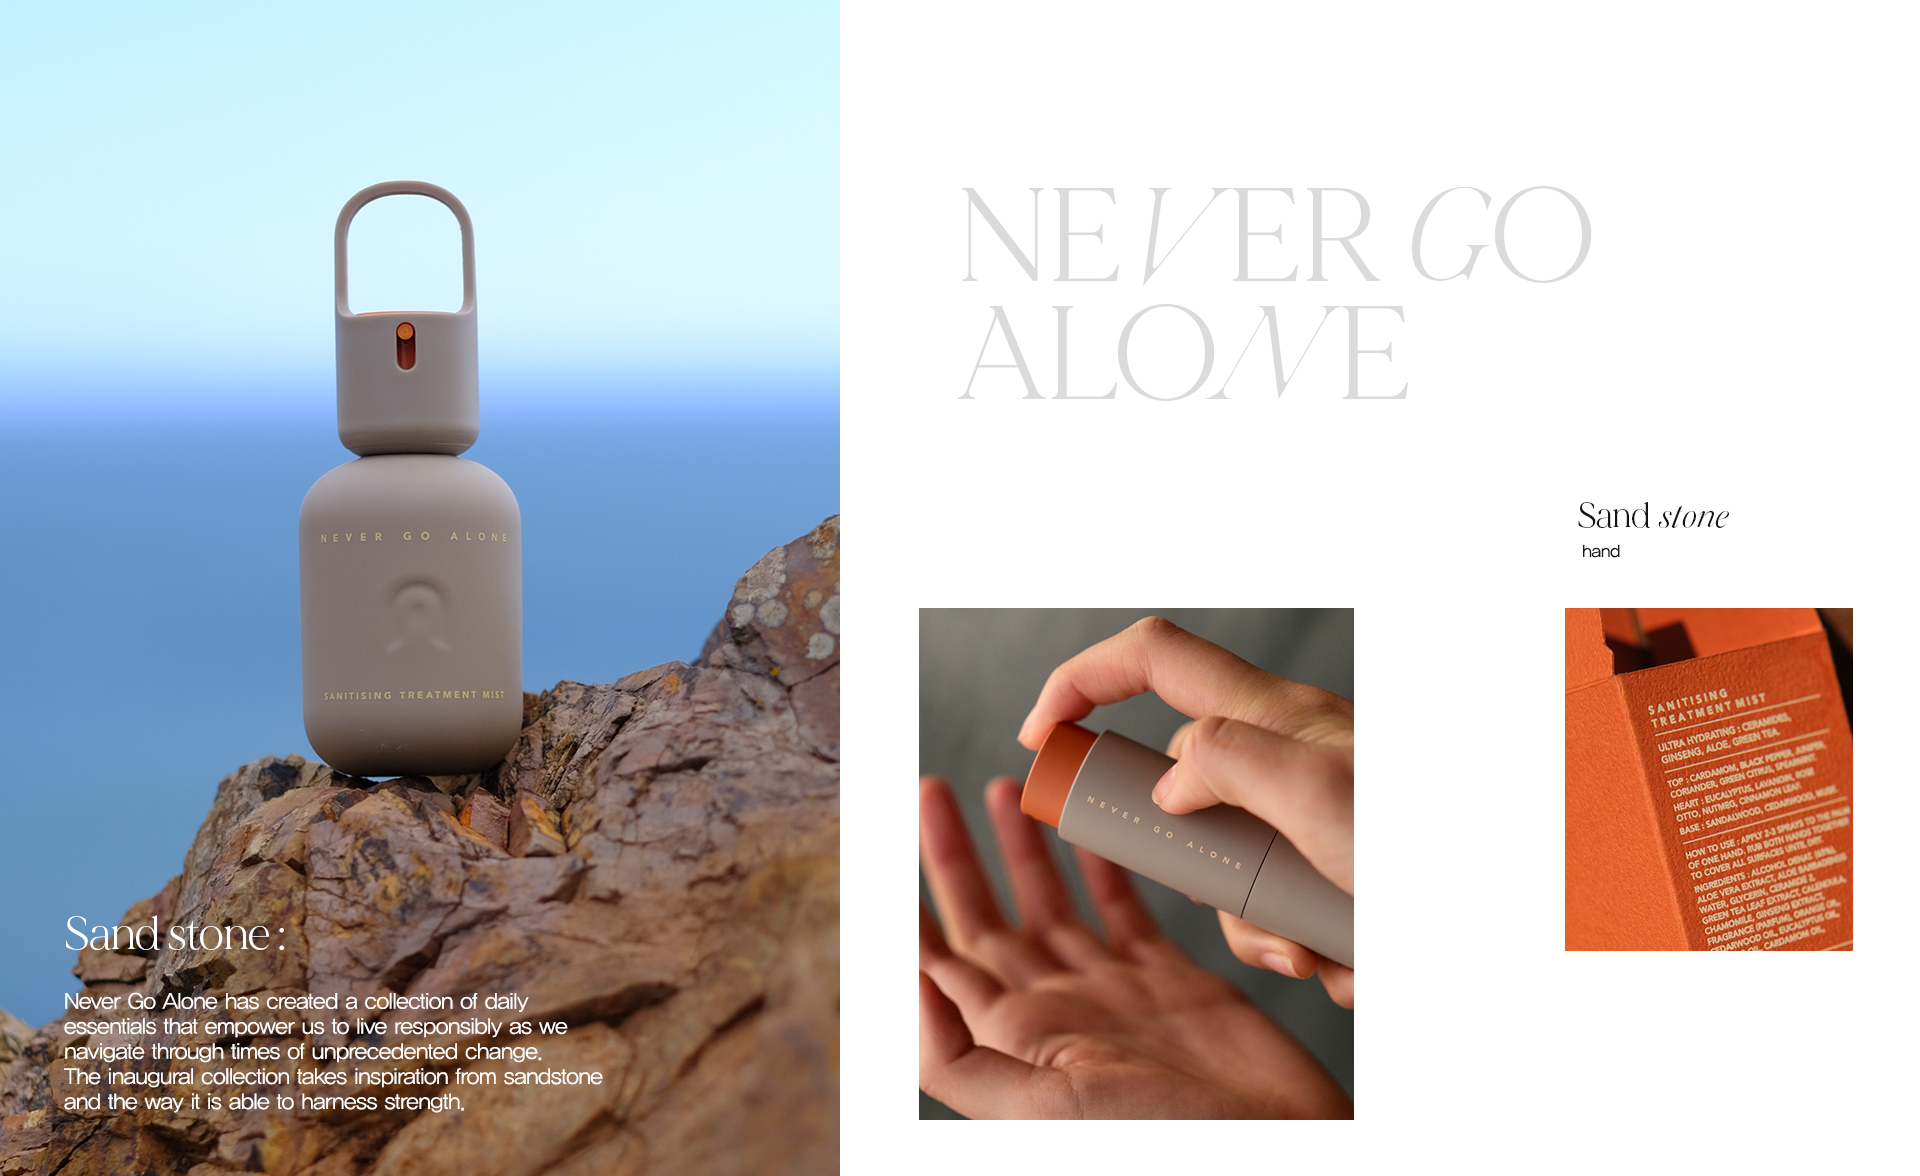 NEVER GO ALONE
SANITISING TREATMENT MIST
Sand stone :
Never Go Alone has created a collection of daily
essentials that empower us to live responsibly as we
navigate through times of unprecedented change.
The inaugural collection takes inspiration from sandstone
and the way it is able to harness strength.
NEVER GO
ALONE
Sand stone
hand
NEVER GO ALONE
SANITISING
TREATMENT MIST
ULTRA HYDRATING : CERAMIDES,
GINSENG, ALOE, GREEN TEA.
TOP : CARDAMOM, BLACK PEPPER, JUNIPER,
CORIANDER, GREEN CITRUS, SPEARMINT.
HEART : EUCALYPTUS, LAVANDIN, ROSE
OTTO, NUTMEG, CINNAMON LEAF.
BASE : SANDALWOOD, CEDARWOOD, MUSK.
HOW TO USE : APPLY 2-3 SPRAYS TO THE PALM
OF ONE HAND. RUB BOTH HANDS TOGETHER
TO COVER ALL SURFACES UNTIL DRY.
INGREDIENTS : ALCOHOL DENAT.
ALOE VERA EXTRACT, ALOE BARBADENSIS
WATER, GLYCERIN, CERAMIDE 2,
GREEN TEA LEAF EXTRACT, CALENDULA,
CHAMOMILE, GINSENG EXTRACT,
FRAGRANCE (PARFUM), ORANGE OIL,
CEDARWOOD OIL, EUCALYPTUS OIL,
OIL, CARDAMOM OIL,